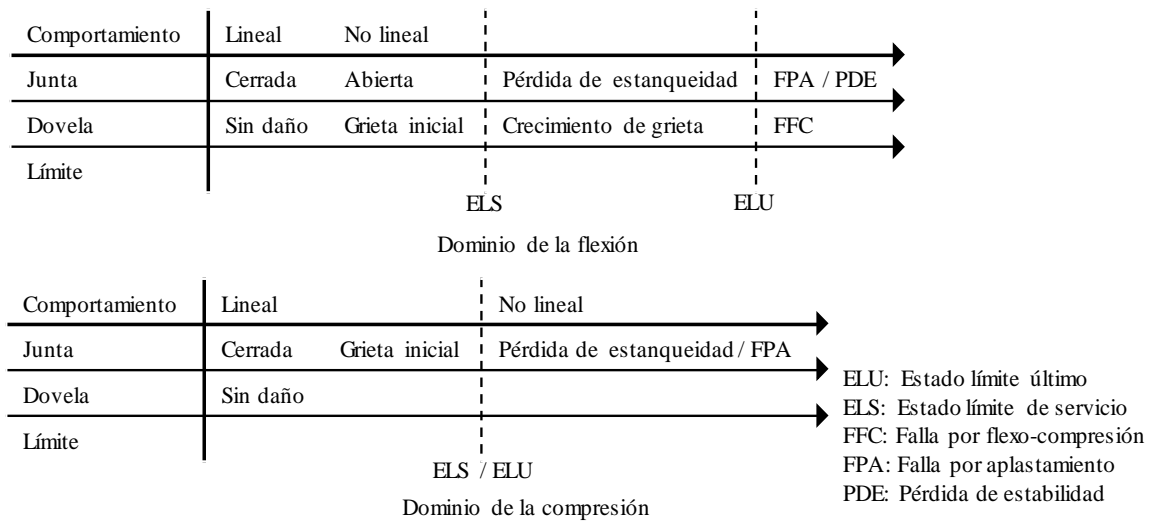 Comportamiento Lineal No lineal
Junta Cerrada Abierta Pérdida de estanqueidad FPA / PDE
Dovela Sin daño Grieta inicial Crecimiento de grieta FFC
Límite
ELS ELU
Dominio de la flexión
Comportamiento Lineal No lineal
Junta Cerrada Grieta inicial Pérdida de estanqueidad / FPA
Dovela Sin daño
Límite
ELS / ELU
Dominio de la compresión
ELU: Estado límite último
ELS: Estado límite de servicio
FFC: Falla por flexo-compresión
FPA: Falla por aplastamiento
PDE: Pérdida de estabilidad